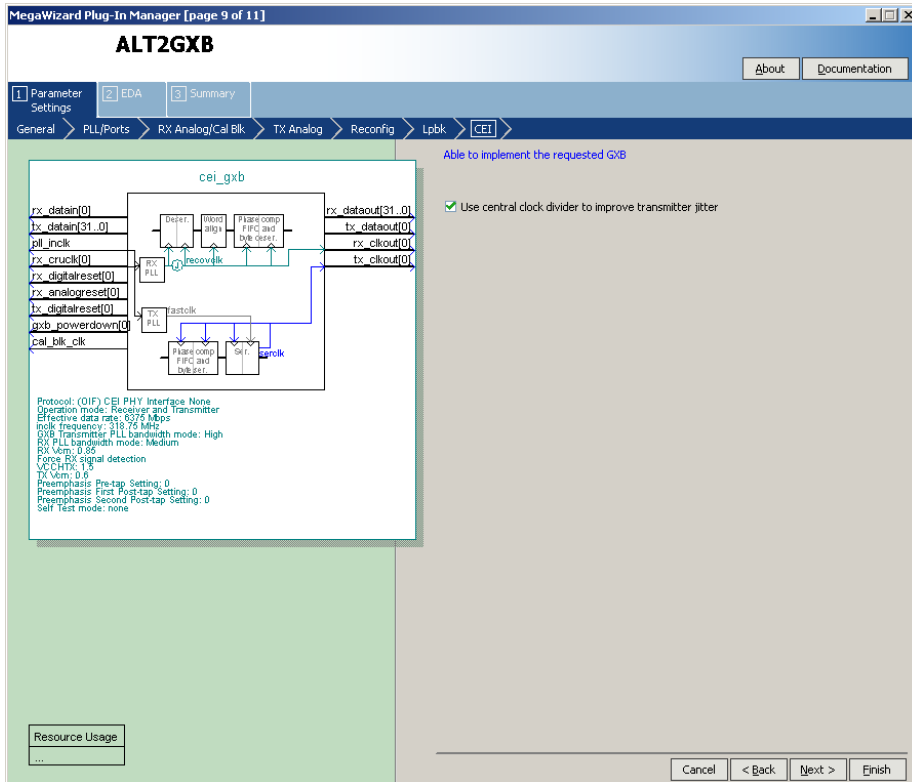 MegaWizard Plug-In Manager [page 9 of 11]
ALT2GXB
About Documentation
1 Parameter Settings 2 EDA 3 Summary
General PLL/Ports RX Analog/Cal Blk TX Analog Reconfig Lpbk CEI
Able to implement the requested GXB
Use central clock divider to improve transmitter jitter
cei_gxb
rx_datain[0]
tx_datain[31..0]
pll_inclk
rx_cruclk[0]
rx_digitalreset[0]
rx_analogreset[0]
tx_digitalreset[0]
gxb_powerdown[0]
cal_blk_clk
Deser.
Word align
Phase comp FIFO and byte deser.
RX PLL
recovclk
TX PLL
fastclk
Phase comp FIFO and byte ser.
Ser.
serclk
rx_dataout[31..0]
tx_dataout[0]
rx_clkout[0]
tx_clkout[0]
Protocol: (OIF) CEI PHY Interface None
Operation mode: Receiver and Transmitter
Effective data rate: 6375 Mbps
inclk frequency: 318.75 MHz
GXB Transmitter PLL bandwidth mode: High
RX PLL bandwidth mode: Medium
RX Vcm: 0.85
Force RX signal detection
VCCHTX: 1.5
TX Vcm: 0.6
Preemphasis Pre-tap Setting: 0
Preemphasis First Post-tap Setting: 0
Preemphasis Second Post-tap Setting: 0
Self Test mode: none
Resource Usage
...
Cancel < Back Next > Finish